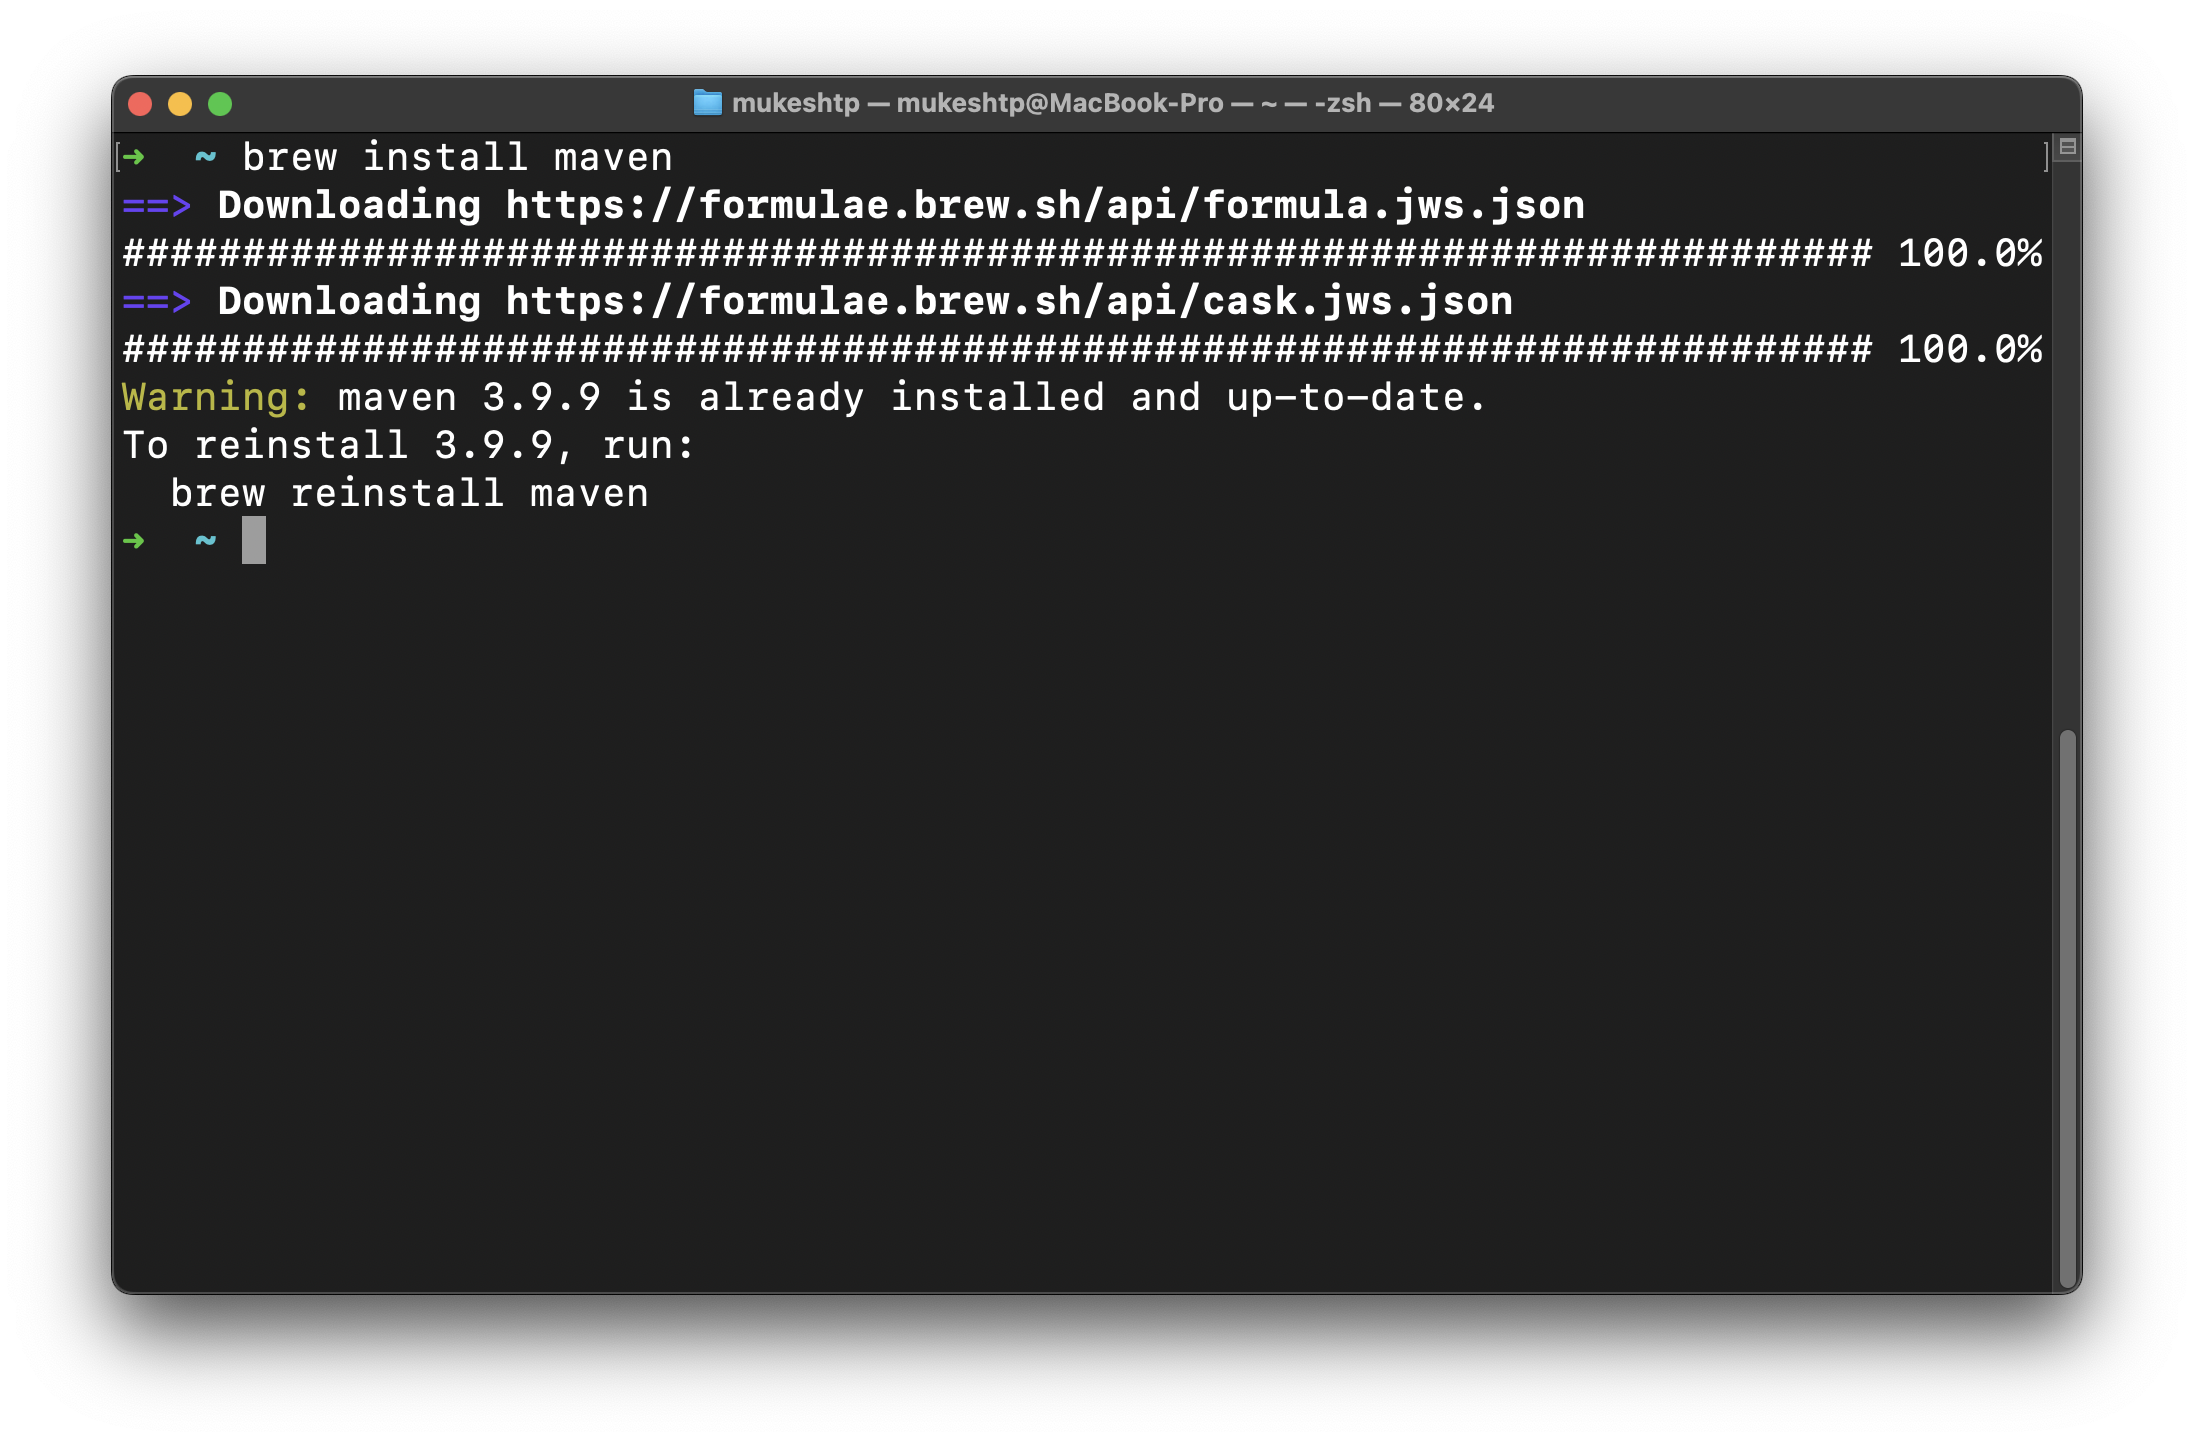 mukeshtp — mukeshtp@MacBook-Pro — ~ — -zsh — 80×24
[➜  ~ brew install maven ]
==> Downloading https://formulae.brew.sh/api/formula.jws.json
######################################################################### 100.0%
==> Downloading https://formulae.brew.sh/api/cask.jws.json
######################################################################### 100.0%
Warning: maven 3.9.9 is already installed and up-to-date.
To reinstall 3.9.9, run:
  brew reinstall maven
➜  ~